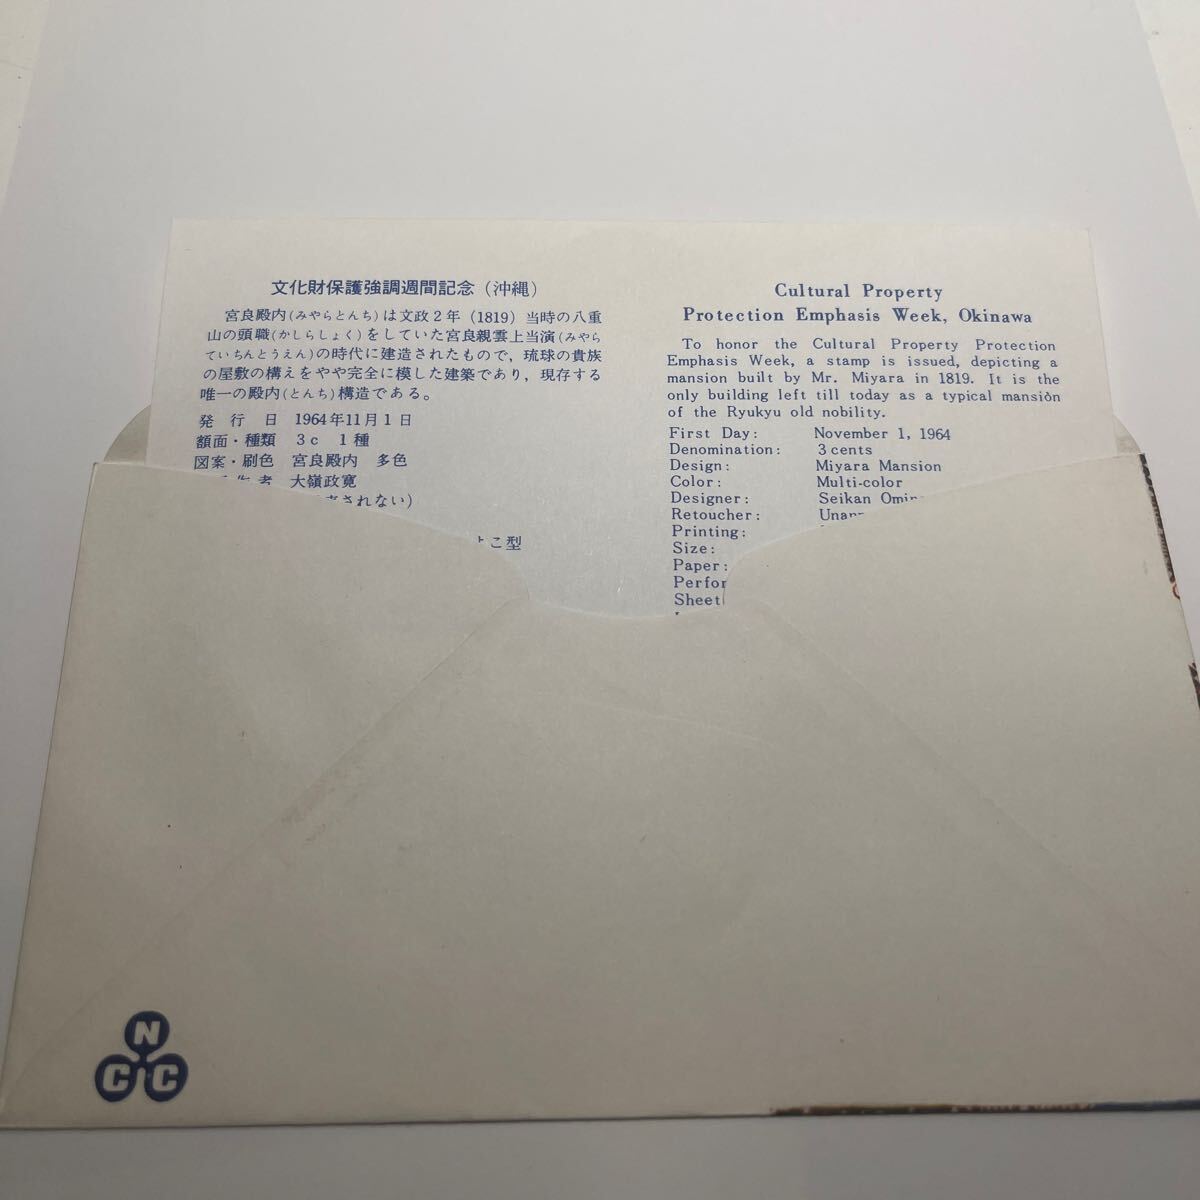 文化財保護強調週間記念（沖縄）
宮良殿内(みやらとんち)は文政2年（1819）当時の八重
山の頭職(かしらしょく)をしていた宮良親雲上当演(みやら
ていちんとうえん)の時代に建造されたもので，琉球の貴族
の屋敷の構えをやや完全に模した建築であり，現存する
唯一の殿内(とんち)構造である。
発行日 1964年11月1日
額面・種類 3c 1種
図案・刷色 宮良殿内 多色
作者 大嶺政寛
されない）
こ型
Cultural Property
Protection Emphasis Week, Okinawa
To honor the Cultural Property Protection
Emphasis Week, a stamp is issued, depicting a
mansion built by Mr. Miyara in 1819. It is the
only building left till today as a typical mansion
of the Ryukyu old nobility.
First Day: November 1, 1964
Denomination: 3 cents
Design: Miyara Mansion
Color: Multi-color
Designer: Seikan
Retoucher:
Printing:
Size:
Paper:
Perfor
Sheet
N
C C